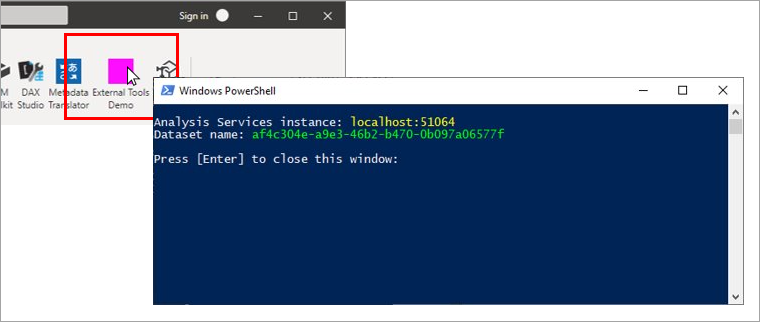 Sign in
M
lkit
DAX
Studio
Metadata
Translator
External Tools
Demo
Windows PowerShell
Analysis Services instance: localhost:51064
Dataset name: af4c304e-a9e3-46b2-b470-0b097a06577f
Press [Enter] to close this window: